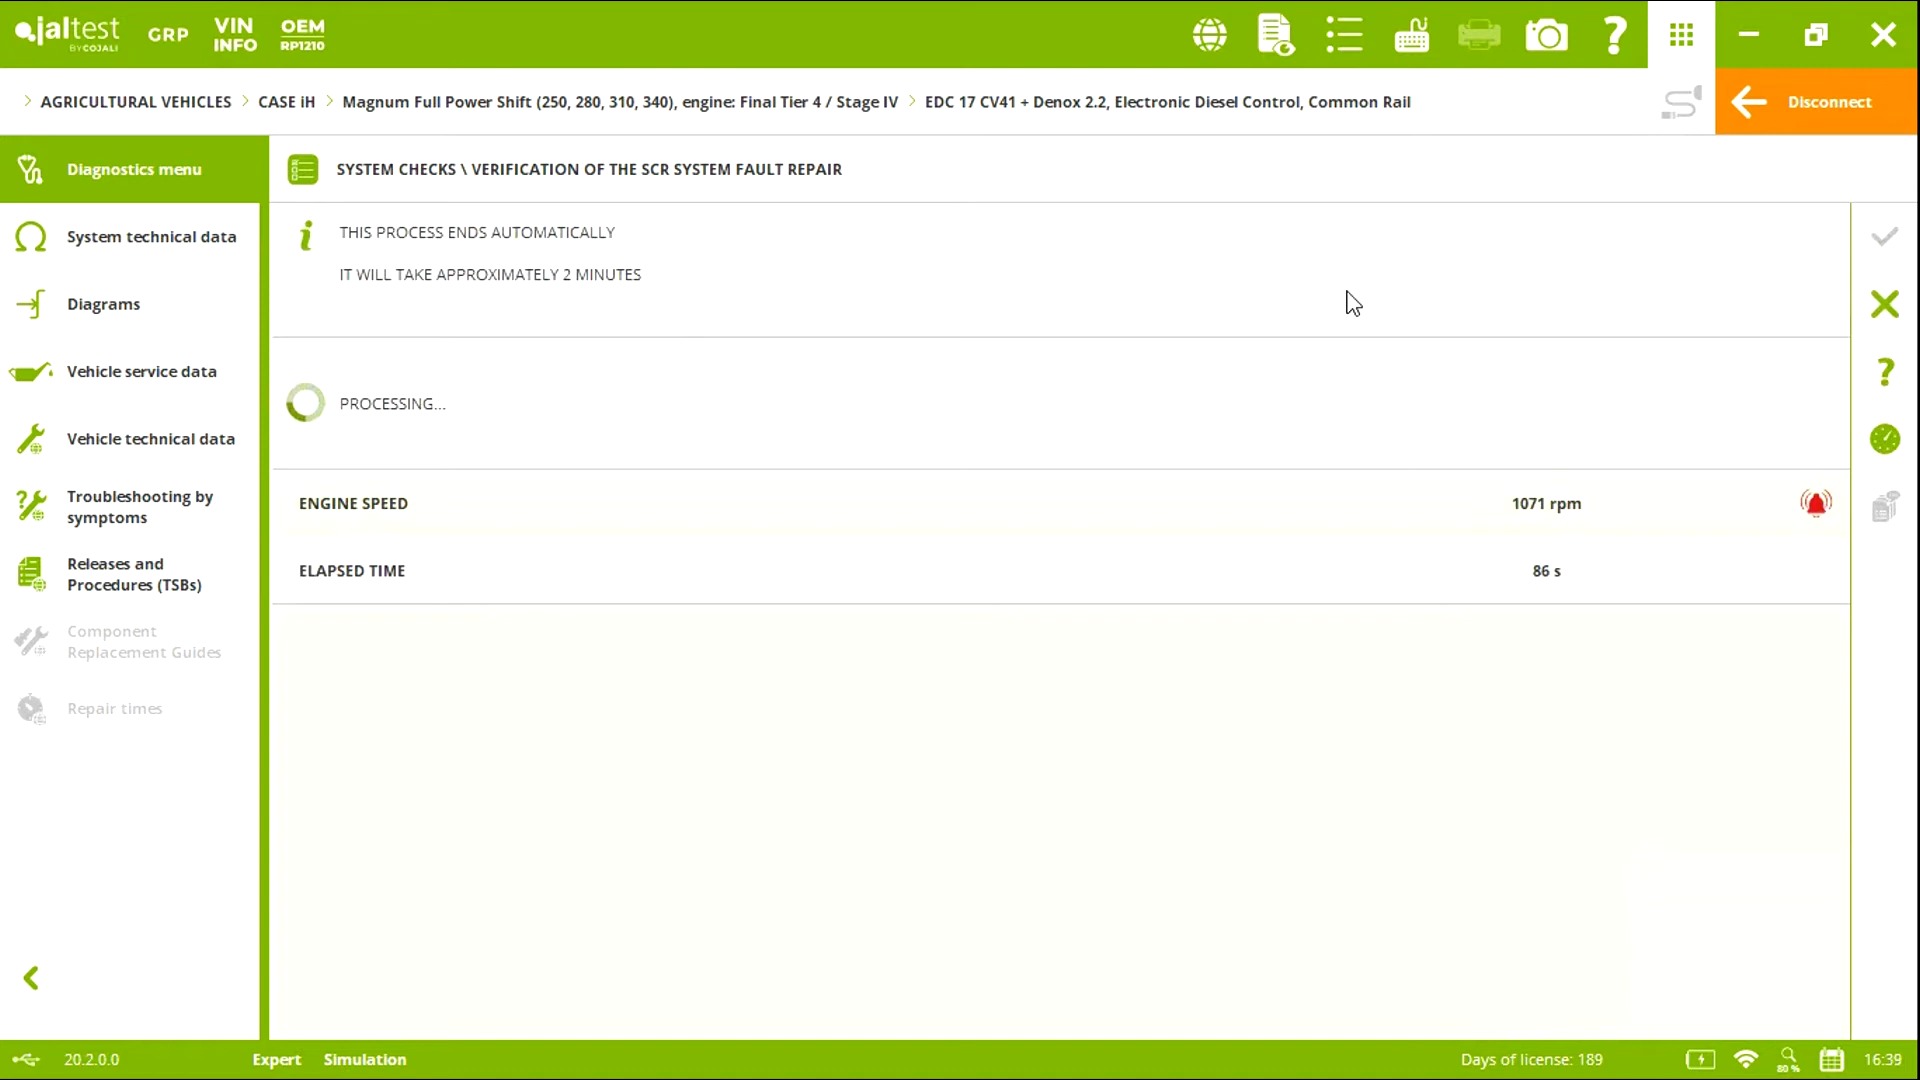 jaltest
BY COJALI
GRP
VIN
INFO
OEM
RP1210
AGRICULTURAL VEHICLES
CASE iH
Magnum Full Power Shift (250, 280, 310, 340), engine: Final Tier 4 / Stage IV
EDC 17 CV41 + Denox 2.2, Electronic Diesel Control, Common Rail
Disconnect
Diagnostics menu
SYSTEM CHECKS \ VERIFICATION OF THE SCR SYSTEM FAULT REPAIR
System technical data
THIS PROCESS ENDS AUTOMATICALLY
IT WILL TAKE APPROXIMATELY 2 MINUTES
Diagrams
Vehicle service data
PROCESSING...
Vehicle technical data
Troubleshooting by
symptoms
ENGINE SPEED
1071 rpm
Releases and
Procedures (TSBs)
ELAPSED TIME
86 s
Component
Replacement Guides
Repair times
20.2.0.0
Expert
Simulation
Days of license: 189
80 %
16:39